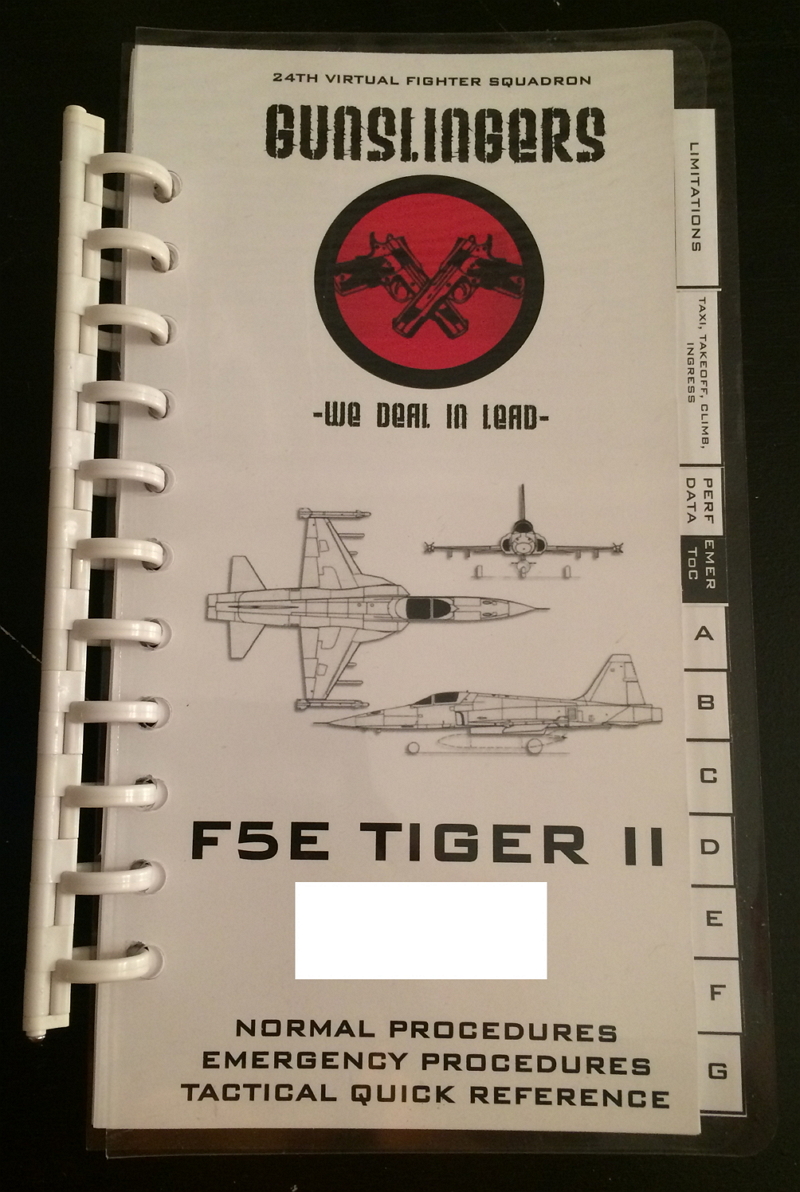 24TH VIRTUAL FIGHTER SQUADRON
GUNSLINGERS
-WE DEAL IN LEAD-
F5E TIGER II
NORMAL PROCEDURES
EMERGENCY PROCEDURES
TACTICAL QUICK REFERENCE
LIMITATIONS
TAXI, TAKEOFF, CLIMB,
INGRESS
PERF
DATA
EMER
ToC
A
B
C
D
E
F
G